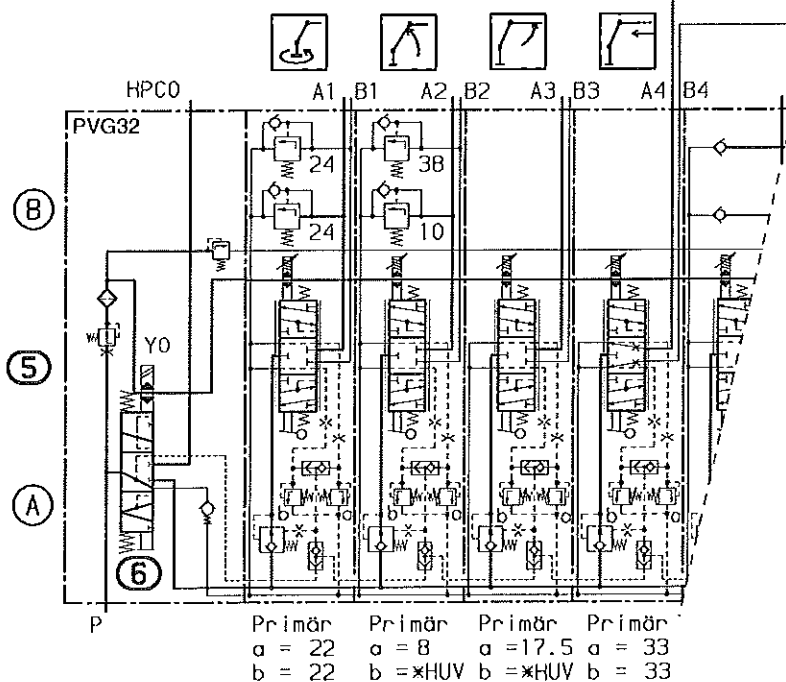 HPCO A1 B1 A2 B2 A3 B3 A4 B4
PVG32
24 38
B
24 10
5
Y0
A
6
P
Primär Primär Primär Primär
a = 22 a = 8 a =17.5 a = 33
b = 22 b =*HUV b =*HUV b = 33